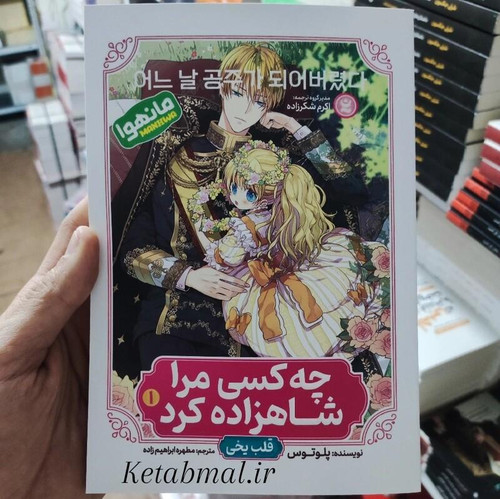 어느 날 공주가 되어버렸다
مانهوا
MANHWA
مدیر گروه ترجمه:
اکرم شکرزاده
چه کسی مرا
شاهزاده کرد
۱
قلب یخی
نویسنده: پلوتوس
مترجم: مطهره ابراهیم زاده
Ketabmal.ir